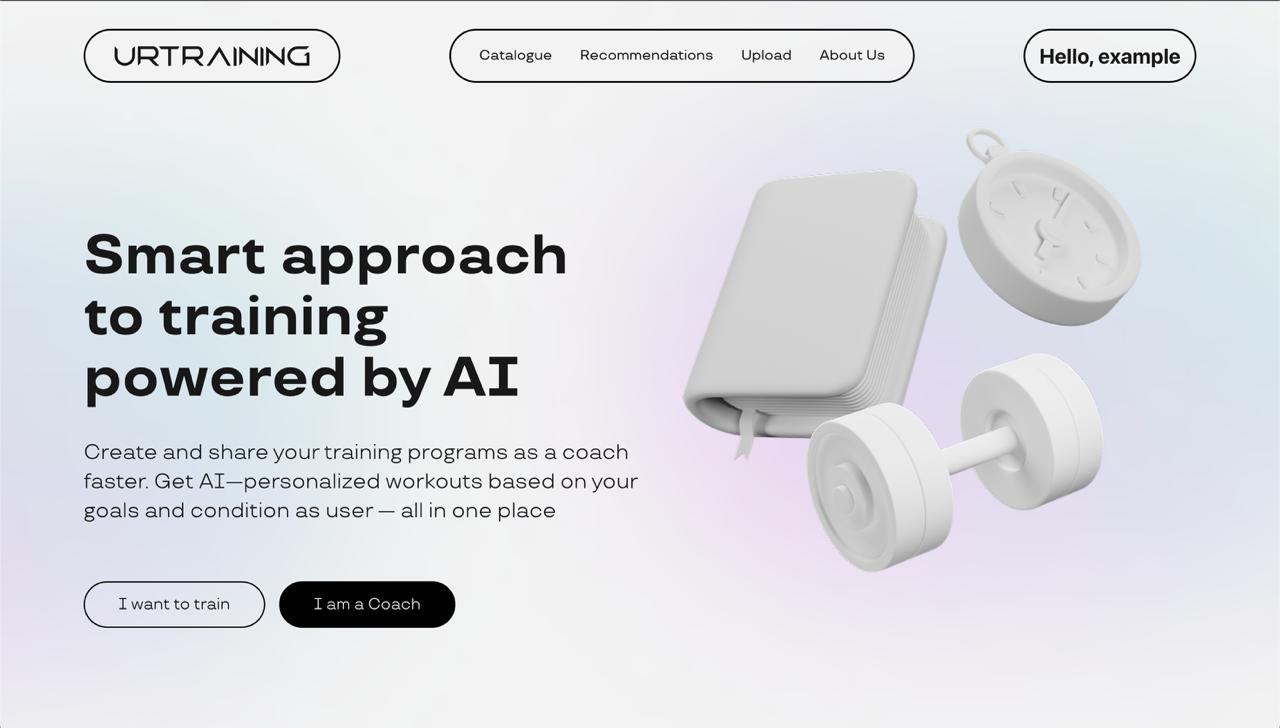 URTRAINING
Catalogue
Recommendations
Upload
About Us
Hello, example
Smart approach
to training
powered by AI
Create and share your training programs as a coach
faster. Get AI—personalized workouts based on your
goals and condition as user — all in one place
I want to train
I am a Coach